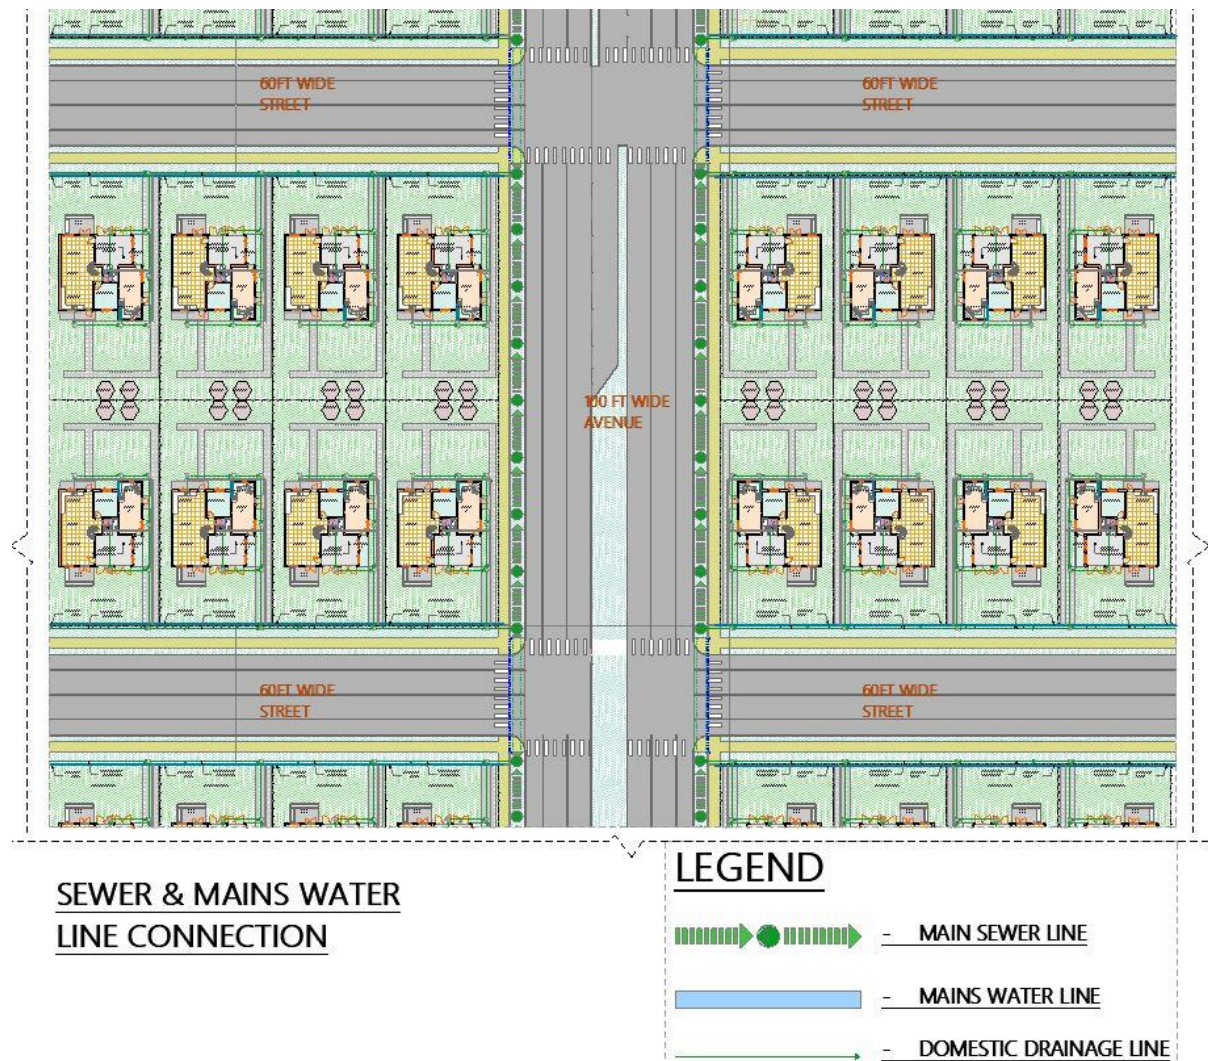 60FT WIDE
STREET
60FT WIDE
STREET
100 FT WIDE
AVENUE
60FT WIDE
STREET
60FT WIDE
STREET
SEWER & MAINS WATER
LINE CONNECTION
LEGEND
- MAIN SEWER LINE
- MAINS WATER LINE
- DOMESTIC DRAINAGE LINE